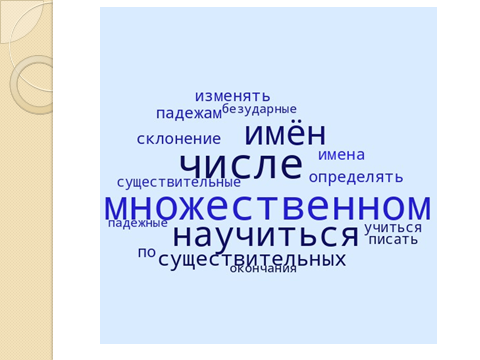 изменять
падежам безударные
склонение имён
числе имена
существительные определять
множественном
падежные научиться учиться
писать
по существительных
окончания